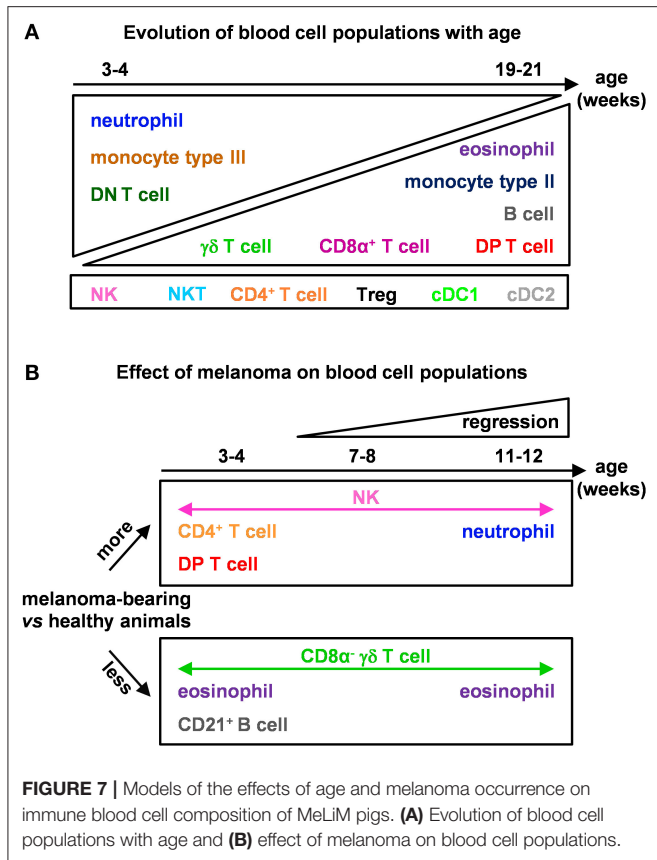 A
Evolution of blood cell populations with age
3-4 19-21 age
(weeks)
neutrophil
monocyte type III
DN T cell
eosinophil
monocyte type II
B cell
γδ T cell CD8α⁺ T cell DP T cell
NK NKT CD4⁺ T cell Treg cDC1 cDC2
B
Effect of melanoma on blood cell populations
regression
3-4 7-8 11-12 age
(weeks)
NK
CD4⁺ T cell neutrophil
DP T cell
more
melanoma-bearing
vs healthy animals
less
CD8α⁻ γδ T cell
eosinophil eosinophil
CD21⁺ B cell
FIGURE 7 | Models of the effects of age and melanoma occurrence on
immune blood cell composition of MeLiM pigs. (A) Evolution of blood cell
populations with age and (B) effect of melanoma on blood cell populations.